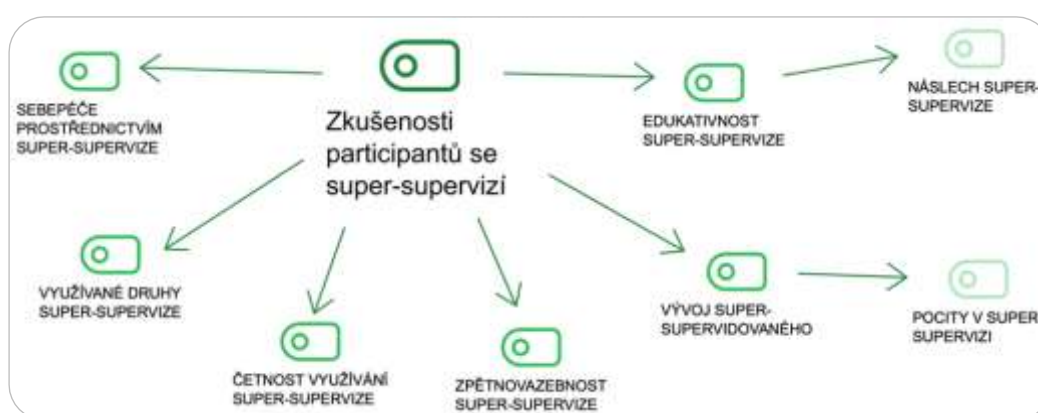 SEBEPÉČE
PROSTŘEDNICTVÍM
SUPER-SUPERVIZE
Zkušenosti
participantů se
super-supervizí
EDUKATIVNOST
SUPER-SUPERVIZE
NÁSLECH SUPER-
SUPERVIZE
VYUŽÍVANÉ DRUHY
SUPER-SUPERVIZE
ČETNOST VYUŽÍVÁNÍ
SUPER-SUPERVIZE
ZPĚTNOVAZEBNOST
SUPER-SUPERVIZE
VÝVOJ SUPER-
SUPERVIDOVANÉHO
POCITY V SUPER
SUPERVIZI